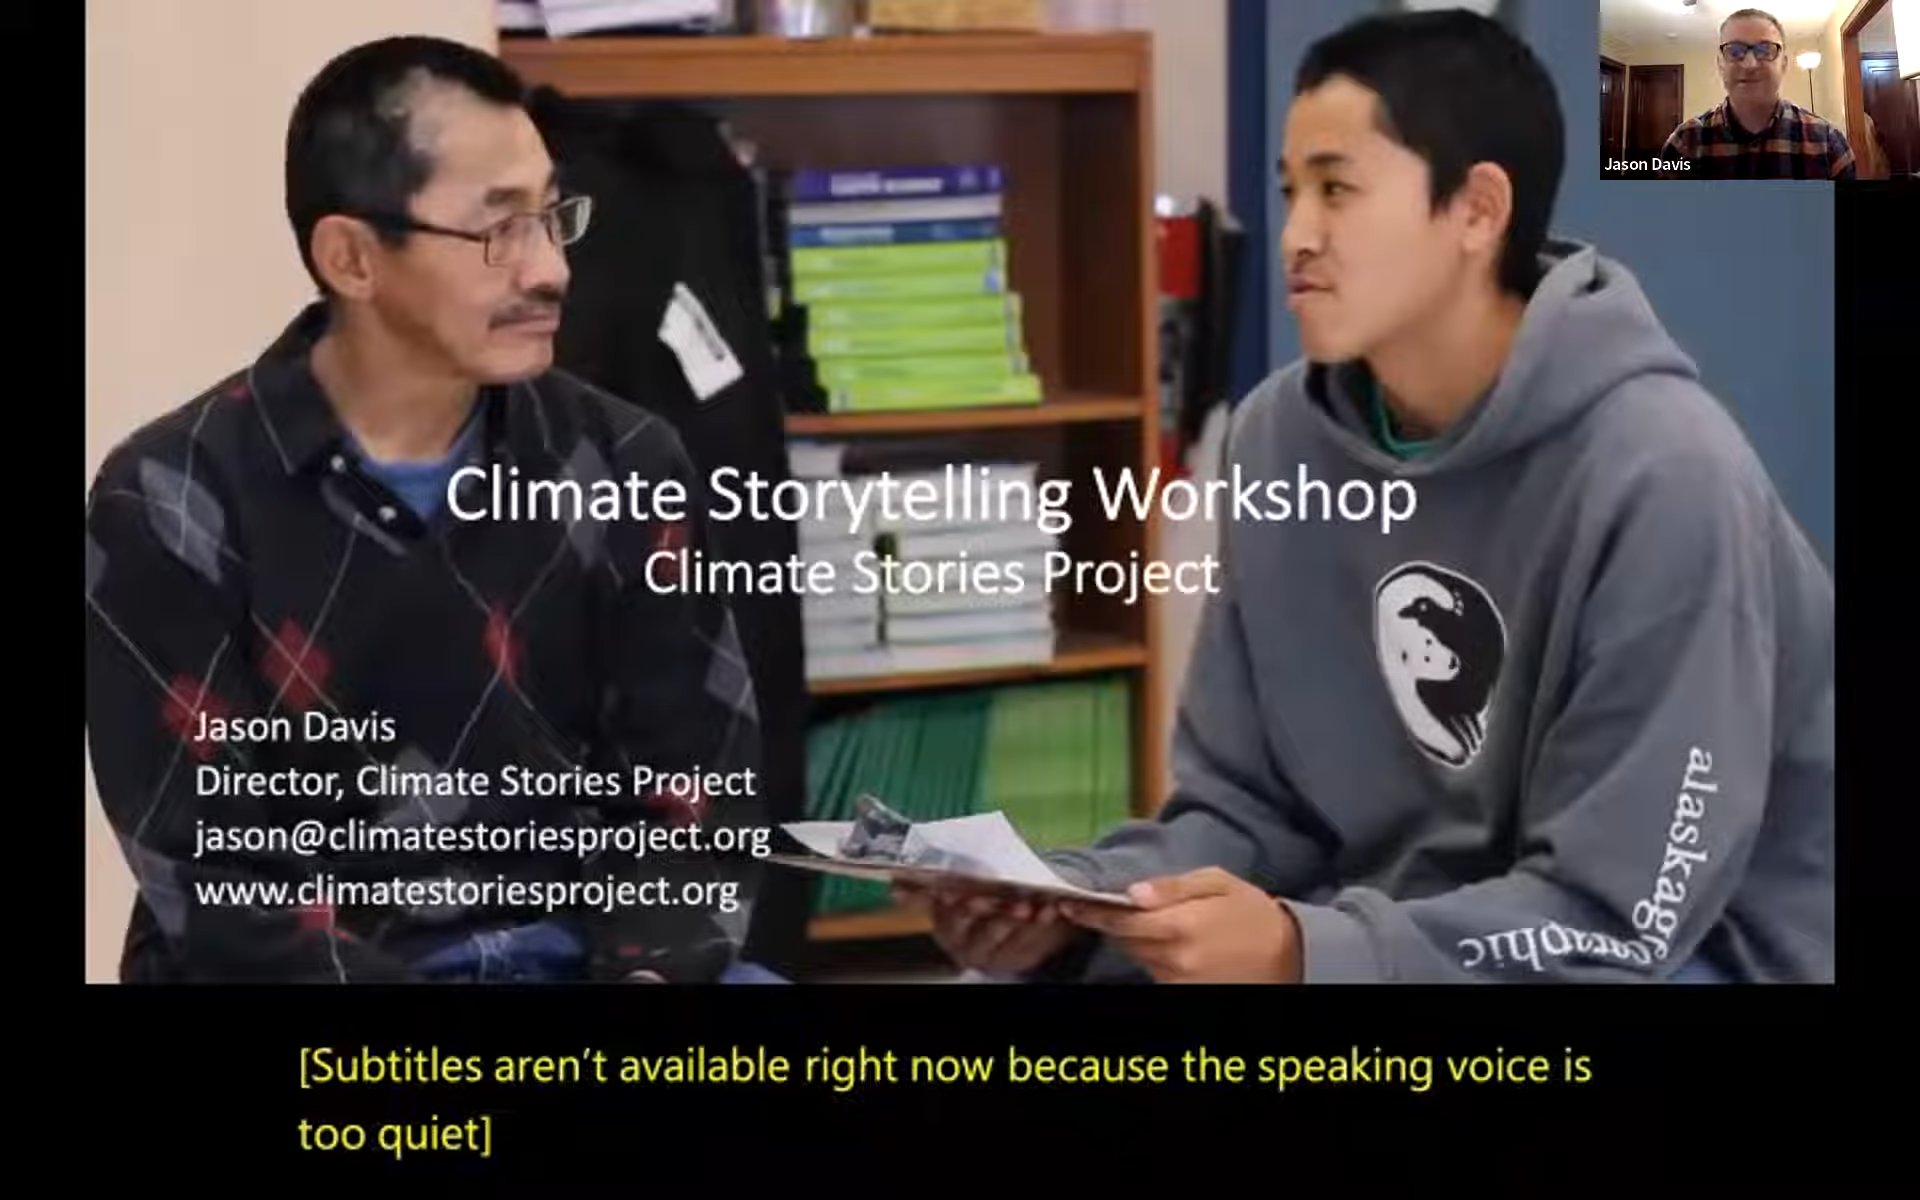 Jason Davis
Climate Storytelling Workshop
Climate Stories Project
Jason Davis
Director, Climate Stories Project
jason@climatestoriesproject.org
www.climatestoriesproject.org
alaskageographic
[Subtitles aren’t available right now because the speaking voice is
too quiet]